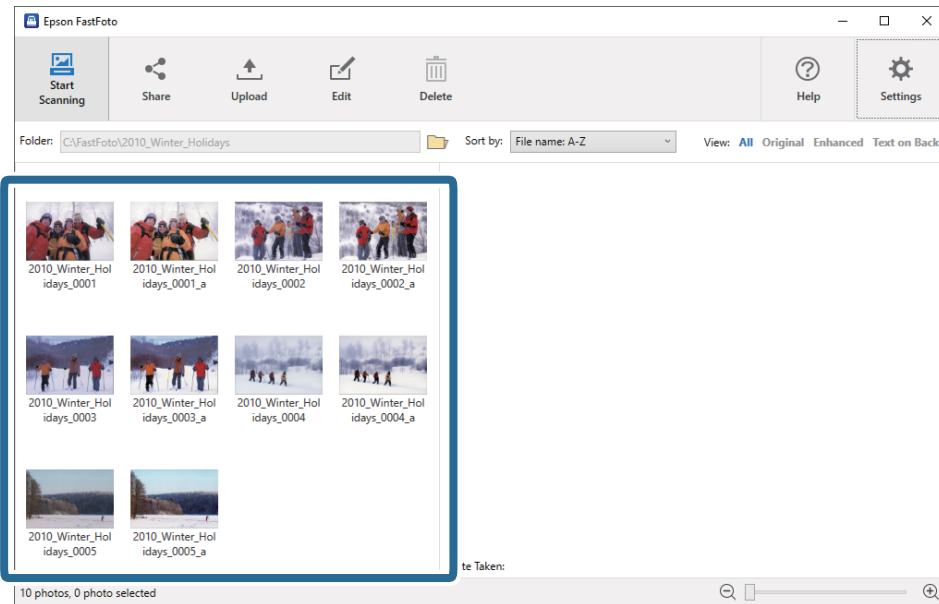 Epson FastFoto
Start
Scanning
Share
Upload
Edit
Delete
Help
Settings
Folder: C:\FastFoto\2010_Winter_Holidays
Sort by: File name: A-Z
View: All Original Enhanced Text on Back
2010_Winter_Hol
idays_0001
2010_Winter_Hol
idays_0001_a
2010_Winter_Hol
idays_0002
2010_Winter_Hol
idays_0002_a
2010_Winter_Hol
idays_0003
2010_Winter_Hol
idays_0003_a
2010_Winter_Hol
idays_0004
2010_Winter_Hol
idays_0004_a
2010_Winter_Hol
idays_0005
2010_Winter_Hol
idays_0005_a
te Taken:
10 photos, 0 photo selected